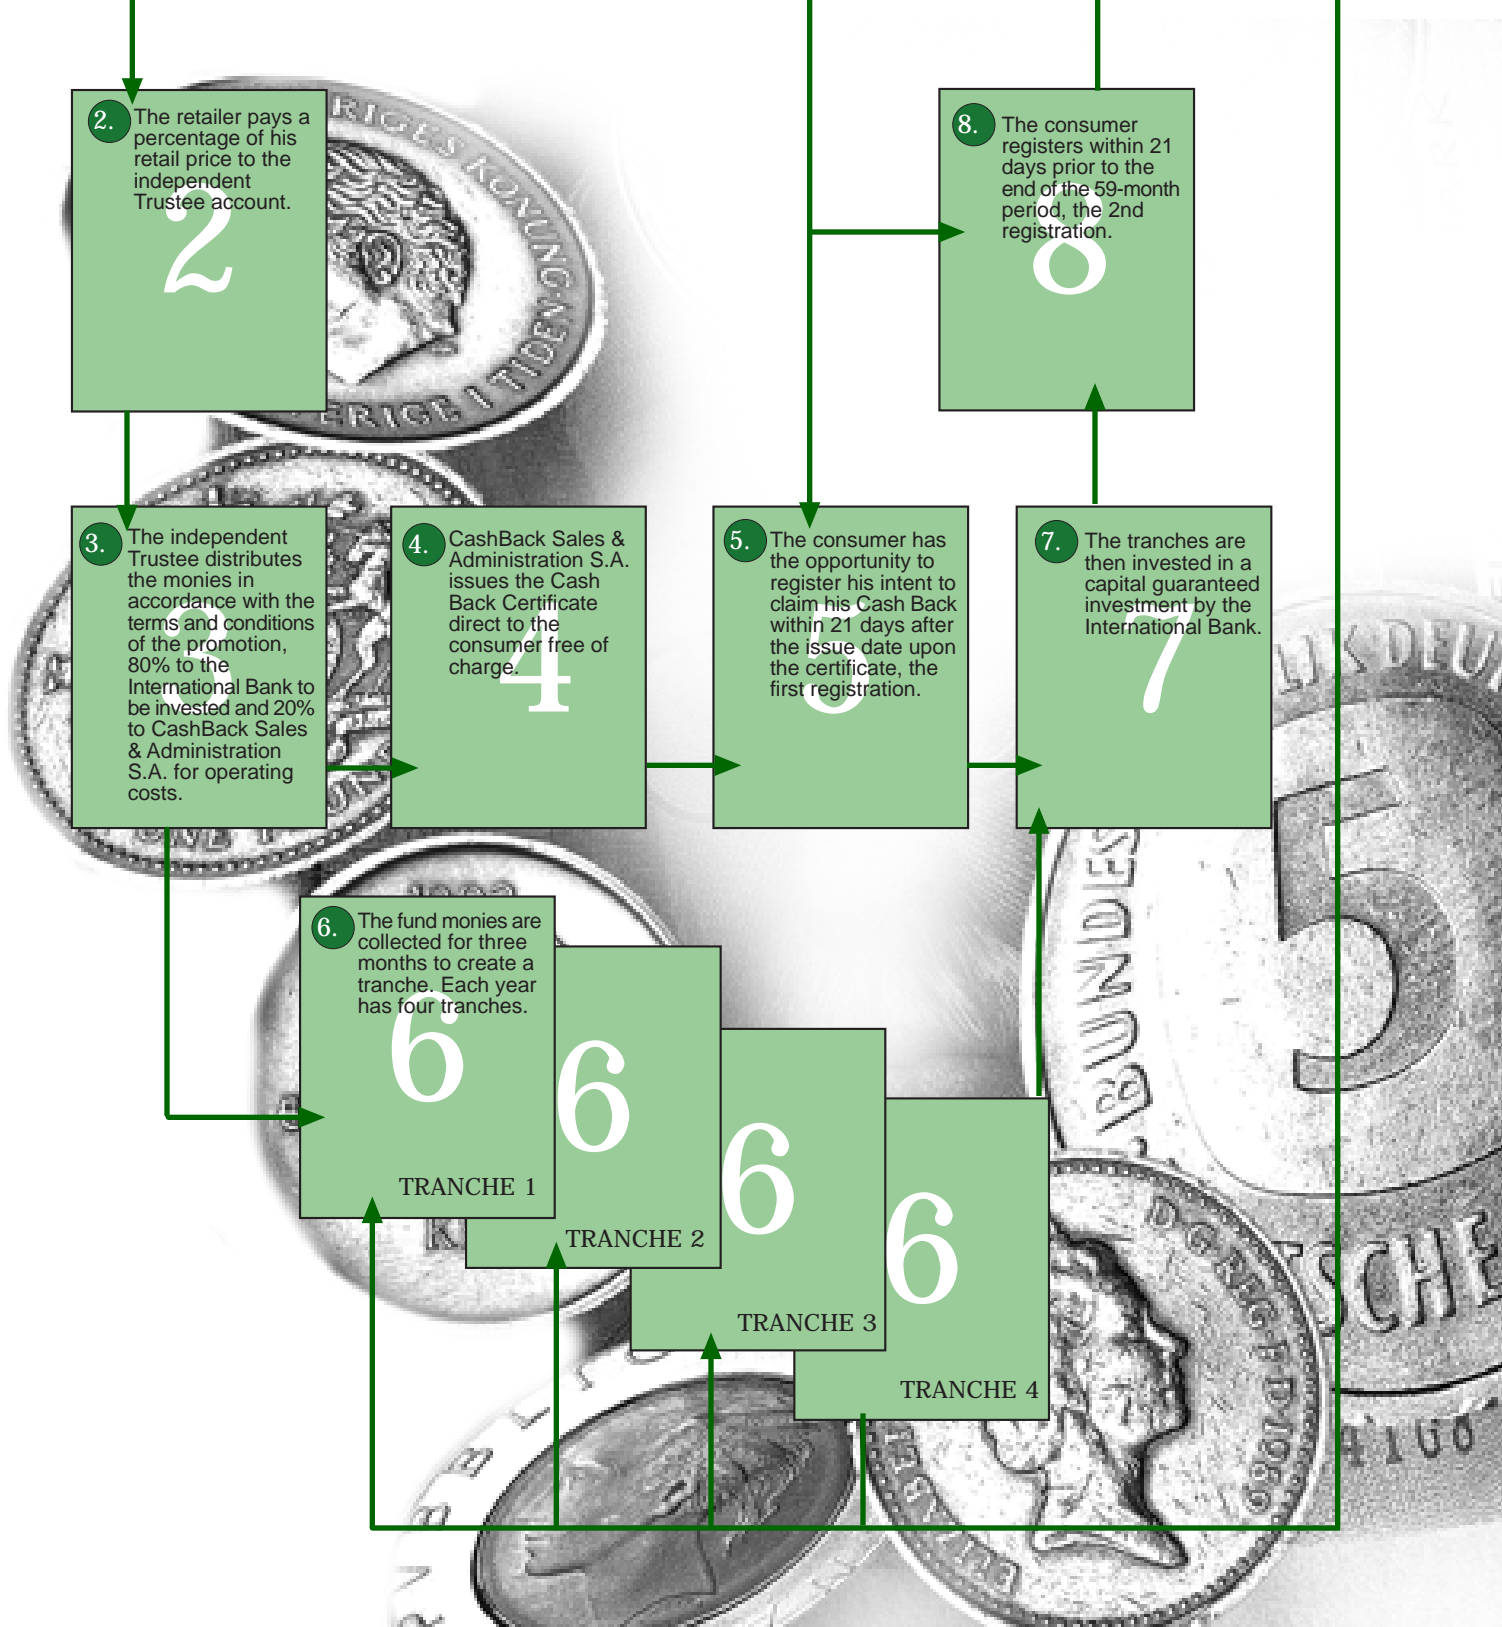 2.
The retailer pays a
percentage of his
retail price to the
independent
Trustee account.
2
8.
The consumer
registers within 21
days prior to the
end of the 59-month
period, the 2nd
registration.
8
3.
The independent
Trustee distributes
the monies in
accordance with the
terms and conditions
of the promotion,
80% to the
International Bank to
be invested and 20%
to CashBack Sales
& Administration
S.A. for operating
costs.
3
4.
CashBack Sales &
Administration S.A.
issues the Cash
Back Certificate
direct to the
consumer free of
charge.
4
5.
The consumer has
the opportunity to
register his intent to
claim his Cash Back
within 21 days after
the issue date upon
the certificate, the
first registration.
5
7.
The tranches are
then invested in a
capital guaranteed
investment by the
International Bank.
7
6.
The fund monies are
collected for three
months to create a
tranche. Each year
has four tranches.
6
TRANCHE 1
6
TRANCHE 2
6
TRANCHE 3
6
TRANCHE 4
RIGES KONUNG
ERIGE I TIDEN
BUNDES
5
D·G·REG·F·D·1989